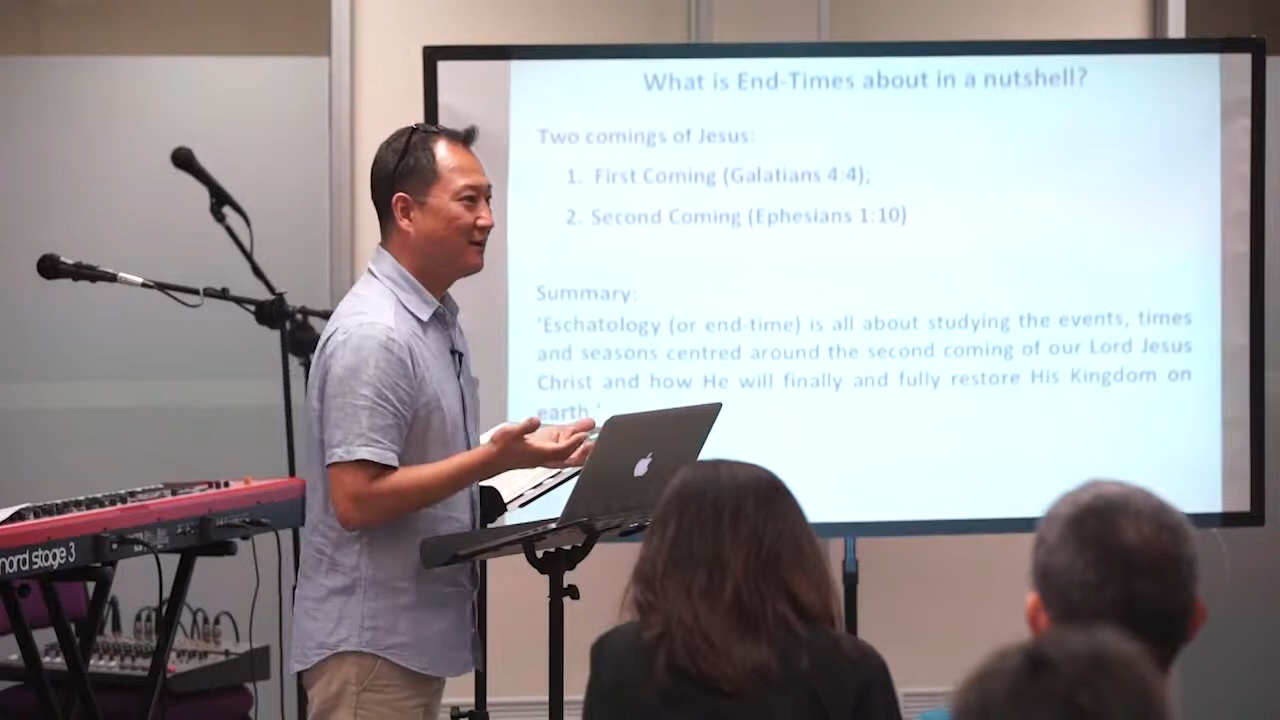 What is End-Times about in a nutshell?
Two comings of Jesus:
1. First Coming (Galatians 4:4);
2. Second Coming (Ephesians 1:10)
Summary:
'Eschatology (or end-time) is all about studying the events, times
and seasons centred around the second coming of our Lord Jesus
Christ and how He will finally and fully restore His Kingdom on
earth.'
nord stage 3